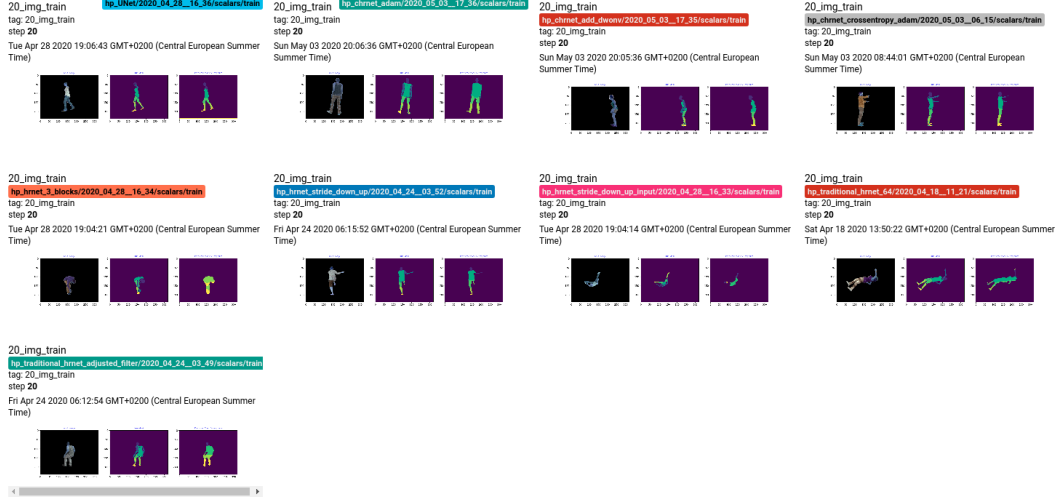 20_img_train
hp_UNet/2020_04_28__16_36/scalars/train
tag: 20_img_train
step 20
Tue Apr 28 2020 19:06:43 GMT+0200 (Central European Summer
Time)
20_img_train
hp_chrnet_adam/2020_05_03__17_36/scalars/train
tag: 20_img_train
step 20
Sun May 03 2020 20:06:36 GMT+0200 (Central European
Summer Time)
20_img_train
hp_chrnet_add_dwonv/2020_05_03__17_35/scalars/train
tag: 20_img_train
step 20
Sun May 03 2020 20:05:36 GMT+0200 (Central European
Summer Time)
20_img_train
hp_chrnet_crossentropy_adam/2020_05_03__06_15/scalars/train
tag: 20_img_train
step 20
Sun May 03 2020 08:44:01 GMT+0200 (Central European
Summer Time)
20_img_train
hp_hrnet_3_blocks/2020_04_28__16_34/scalars/train
tag: 20_img_train
step 20
Tue Apr 28 2020 19:04:21 GMT+0200 (Central European Summer
Time)
20_img_train
hp_hrnet_stride_down_up/2020_04_24__03_52/scalars/train
tag: 20_img_train
step 20
Fri Apr 24 2020 06:15:52 GMT+0200 (Central European Summer
Time)
20_img_train
hp_hrnet_stride_down_up_input/2020_04_28__16_33/scalars/train
tag: 20_img_train
step 20
Tue Apr 28 2020 19:04:14 GMT+0200 (Central European Summer
Time)
20_img_train
hp_traditional_hrnet_64/2020_04_18__11_21/scalars/train
tag: 20_img_train
step 20
Sat Apr 18 2020 13:50:22 GMT+0200 (Central European Summer
Time)
20_img_train
hp_traditional_hrnet_adjusted_filter/2020_04_24__03_49/scalars/train
tag: 20_img_train
step 20
Fri Apr 24 2020 06:12:54 GMT+0200 (Central European Summer
Time)